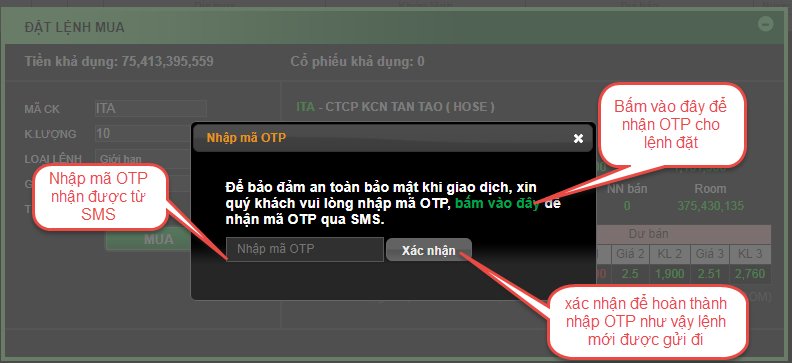 ĐẶT LỆNH MUA
Tiền khả dụng: 75,413,395,559 Cổ phiếu khả dụng: 0
MÃ CK ITA
ITA - CTCP KCN TAN TAO ( HOSE )
K.LƯỢNG 10
LOẠI LỆNH Giới hạn
Bấm vào đây để
nhận OTP cho
lệnh đặt
Nhập mã OTP
Để bảo đảm an toàn bảo mật khi giao dịch, xin
quý khách vui lòng nhập mã OTP, bấm vào đây để
nhận mã OTP qua SMS.
Nhập mã OTP Xác nhận
Nhập mã OTP
nhận được từ
SMS
MUA
NN bán Room
0 375,430,135
Dư bán
Giá 2 KL 2 Giá 3 KL 3
2.5 1,900 2.51 2,760
xác nhận để hoàn thành
nhập OTP như vậy lệnh
mới được gửi đi